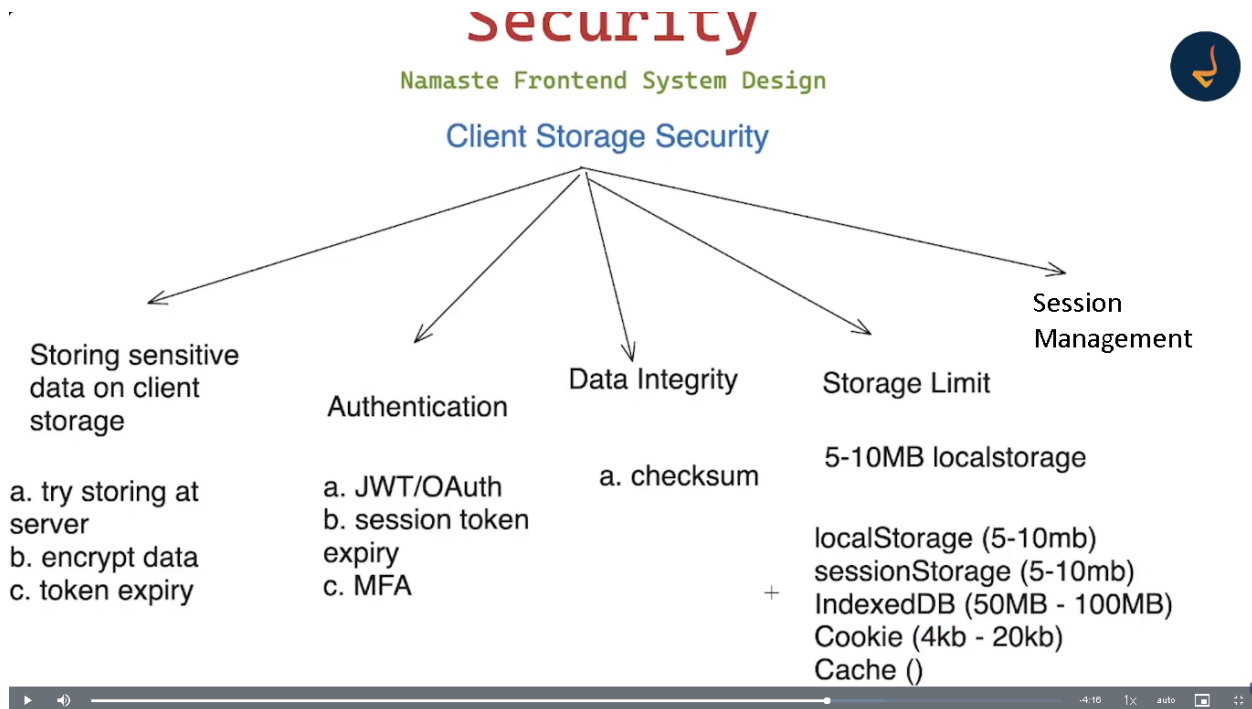 Security
Namaste Frontend System Design
Client Storage Security
Storing sensitive
data on client
storage
a. try storing at
server
b. encrypt data
c. token expiry
Authentication
a. JWT/OAuth
b. session token
expiry
c. MFA
Data Integrity
a. checksum
Storage Limit
5-10MB localstorage
localStorage (5-10mb)
sessionStorage (5-10mb)
IndexedDB (50MB - 100MB)
Cookie (4kb - 20kb)
Cache ()
Session
Management
-4:16 1x auto